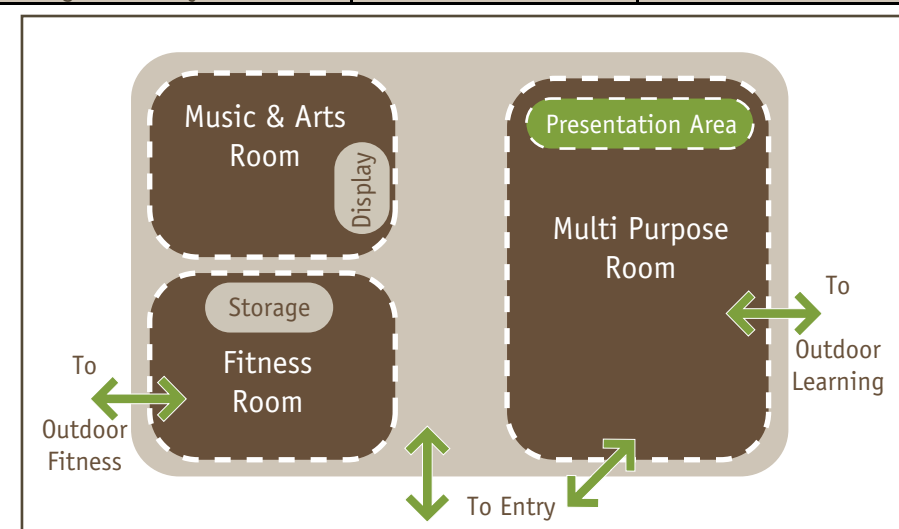 Music & Arts
Room
Display
Presentation Area
Multi Purpose
Room
Storage
Fitness
Room
To
Outdoor
Fitness
To
Outdoor
Learning
To Entry